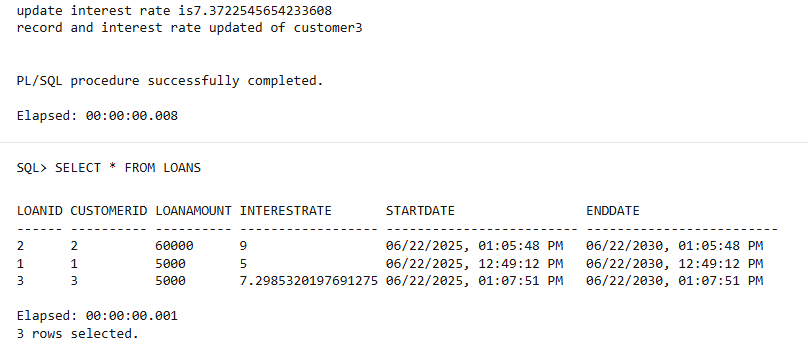 update interest rate is7.3722545654233608
record and interest rate updated of customer3
PL/SQL procedure successfully completed.
Elapsed: 00:00:00.008
SQL> SELECT * FROM LOANS
LOANID CUSTOMERID LOANAMOUNT INTERESTRATE       STARTDATE                 ENDDATE
------ ---------- ---------- ------------------ ------------------------- -------------------------
2      2          60000      9                  06/22/2025, 01:05:48 PM   06/22/2030, 01:05:48 PM
1      1          5000       5                  06/22/2025, 12:49:12 PM   06/22/2030, 12:49:12 PM
3      3          5000       7.2985320197691275 06/22/2025, 01:07:51 PM   06/22/2030, 01:07:51 PM
Elapsed: 00:00:00.001
3 rows selected.